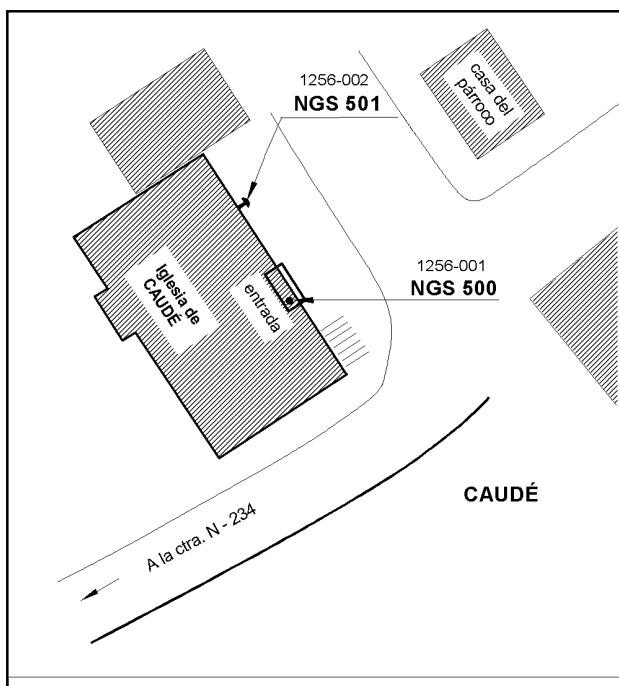 1256-002
NGS 501
casa del
párroco
Iglesia de
CAUDÉ
entrada
1256-001
NGS 500
CAUDÉ
A la ctra. N - 234